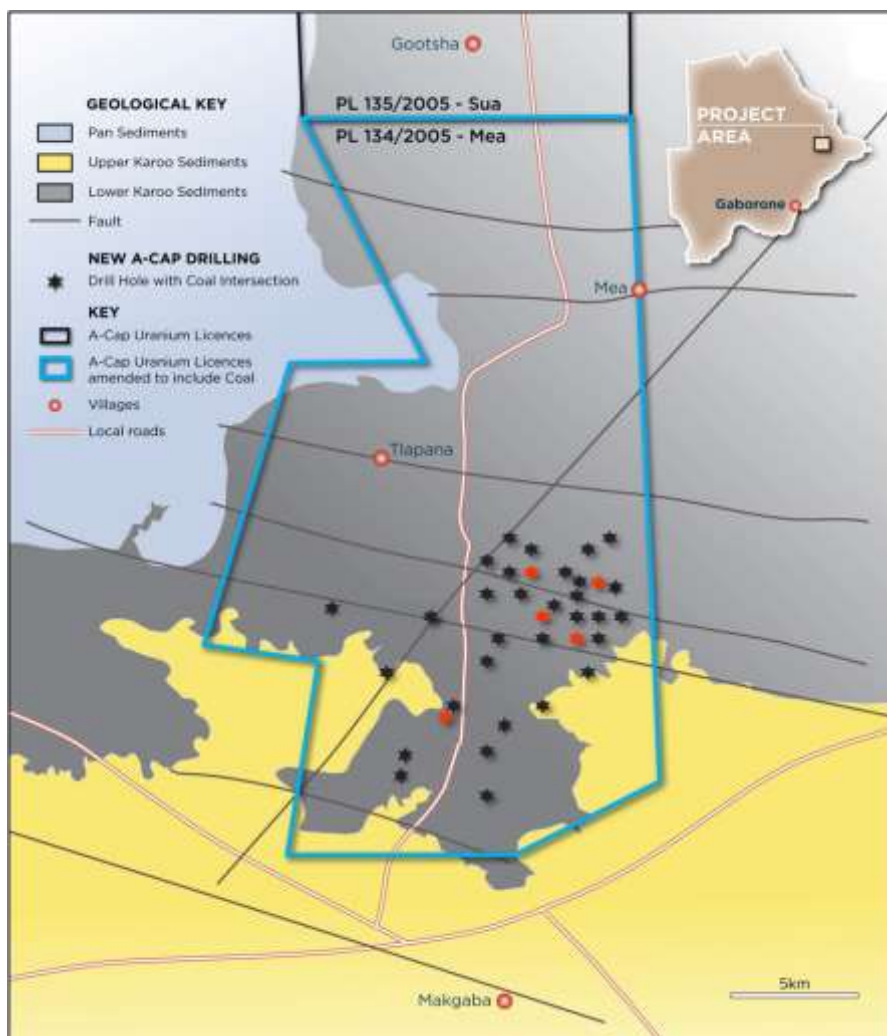 Gootsha
PL 135/2005 - Sua
PL 134/2005 - Mea
GEOLOGICAL KEY
Pan Sediments
Upper Karoo Sediments
Lower Karoo Sediments
Fault
NEW A-CAP DRILLING
Drill Hole with Coal Intersection
KEY
A-Cap Uranium Licences
A-Cap Uranium Licences
amended to include Coal
Villages
Local roads
PROJECT
AREA
Gaborone
Mea
Tlapana
5km
Makgaba